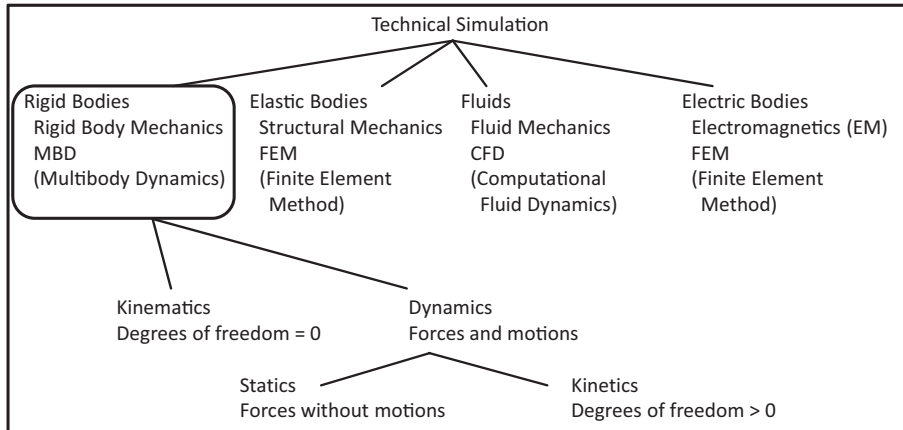 Technical Simulation
Rigid Bodies
Rigid Body Mechanics
MBD
(Multibody Dynamics)
Elastic Bodies
Structural Mechanics
FEM
(Finite Element
Method)
Fluids
Fluid Mechanics
CFD
(Computational
Fluid Dynamics)
Electric Bodies
Electromagnetics (EM)
FEM
(Finite Element
Method)
Kinematics
Degrees of freedom = 0
Dynamics
Forces and motions
Statics
Forces without motions
Kinetics
Degrees of freedom > 0